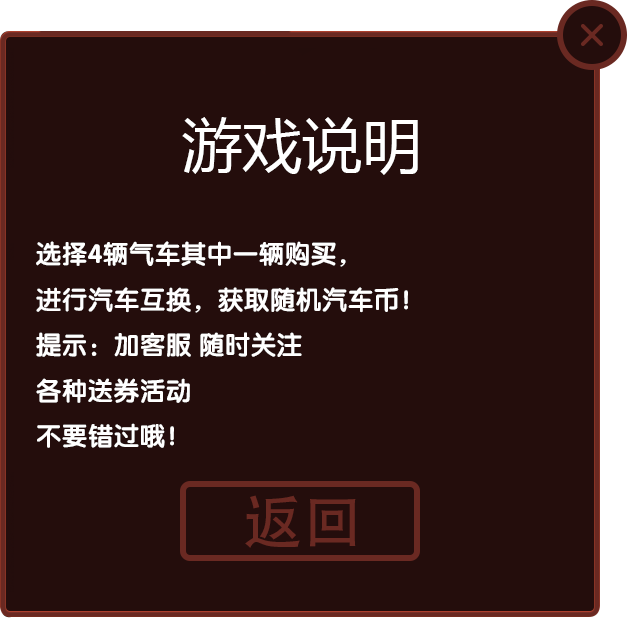 游戏说明
选择4辆气车其中一辆购买，
进行汽车互换，获取随机汽车币！
提示：加客服 随时关注
各种送券活动
不要错过哦！
返回